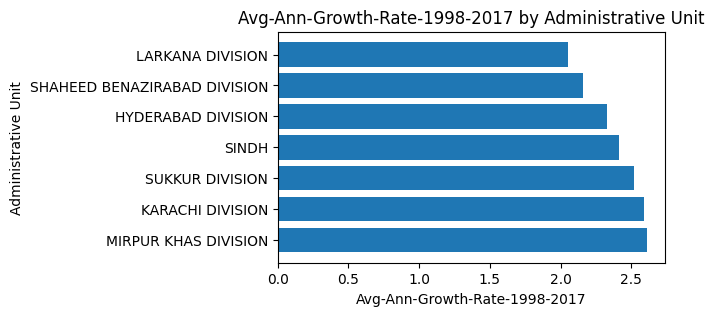 Avg-Ann-Growth-Rate-1998-2017 by Administrative Unit
Administrative Unit
LARKANA DIVISION
SHAHEED BENAZIRABAD DIVISION
HYDERABAD DIVISION
SINDH
SUKKUR DIVISION
KARACHI DIVISION
MIRPUR KHAS DIVISION
0.0 0.5 1.0 1.5 2.0 2.5
Avg-Ann-Growth-Rate-1998-2017